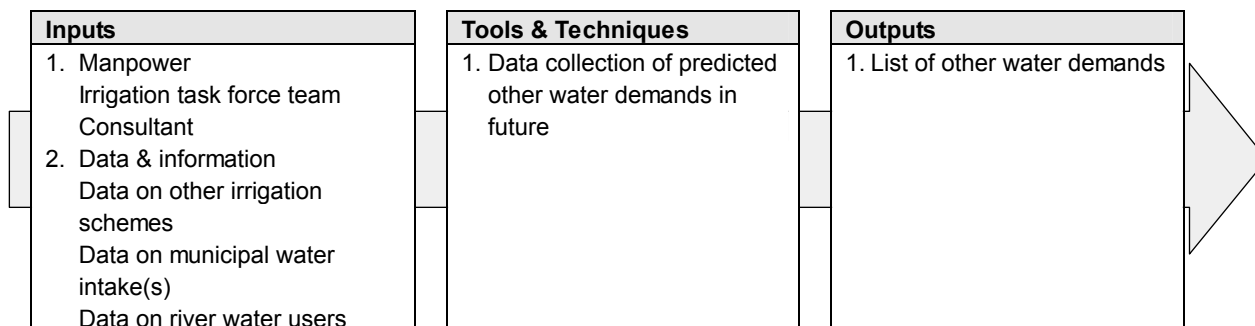 Inputs
1. Manpower
Irrigation task force team
Consultant
2. Data & information
Data on other irrigation
schemes
Data on municipal water
intake(s)
Data on river water users
Tools & Techniques
1. Data collection of predicted
other water demands in
future
Outputs
1. List of other water demands